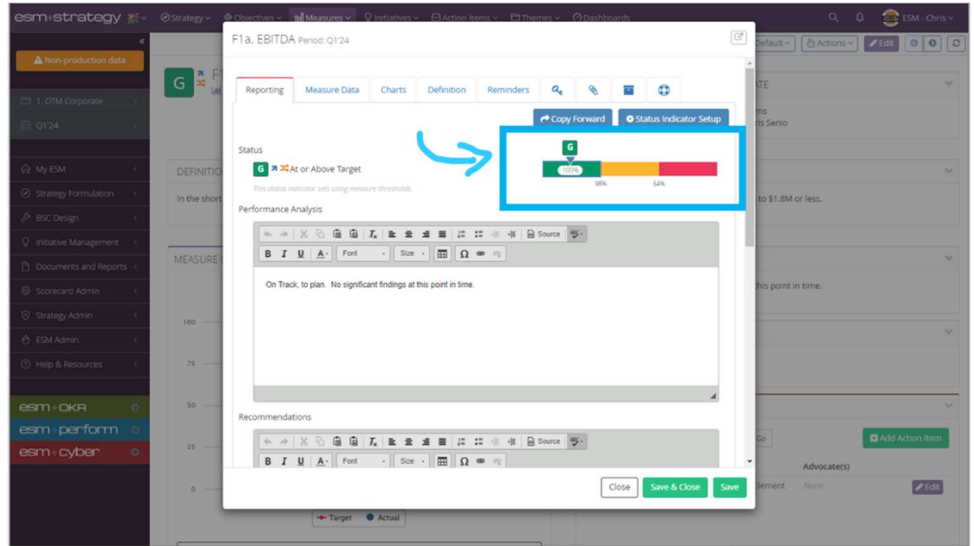 esm+strategy
Strategy
Objectives
Measures
Initiatives
Action Items
Themes
Dashboards
ESM - Chris
F1a. EBITDA Period: Q1'24
Non-production data
Default
Actions
Edit
Reporting
Measure Data
Charts
Definition
Reminders
G
1. OTM Corporate
Q1'24
Copy Forward
Status Indicator Setup
Status
G
G At or Above Target
100%
This status indicator sets using measure thresholds.
98%
54%
My ESM
DEFINITIO
Strategy Formulation
In the short
to $1.8M or less.
Performance Analysis
BSC Design
Source
Initiative Management
B I U A Font Size Ω
MEASURE
Documents and Reports
On Track, to plan. No significant findings at this point in time.
this point in time.
Scorecard Admin
Strategy Admin
100
ESM Admin
Help & Resources
75
50
esm+OKR
Recommendations
esm+perform
Source
Go
Add Action Item
25
esm+cyber
B I U A Font Size Ω
Advocate(s)
Close
Save & Close
Save
tlement
None
Edit
0
Target
Actual